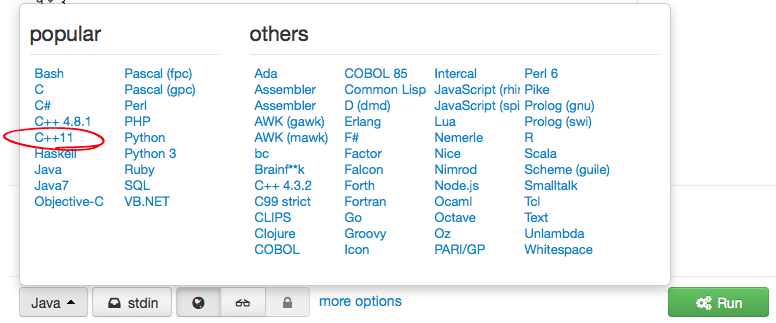 popular
Bash
C
C#
C++ 4.8.1
C++11
Haskell
Java
Java7
Objective-C
Pascal (fpc)
Pascal (gpc)
Perl
PHP
Python
Python 3
Ruby
SQL
VB.NET
others
Ada
Assembler
Assembler
AWK (gawk)
AWK (mawk)
bc
Brainf**k
C++ 4.3.2
C99 strict
CLIPS
Clojure
COBOL
COBOL 85
Common Lisp
D (dmd)
Erlang
F#
Factor
Falcon
Forth
Fortran
Go
Groovy
Icon
Intercal
JavaScript (rhi
JavaScript (spi
Lua
Nemerle
Nice
Nimrod
Node.js
Ocaml
Octave
Oz
PARI/GP
Perl 6
Pike
Prolog (gnu)
Prolog (swi)
R
Scala
Scheme (guile)
Smalltalk
Tcl
Text
Unlambda
Whitespace
Java
stdin
more options
Run